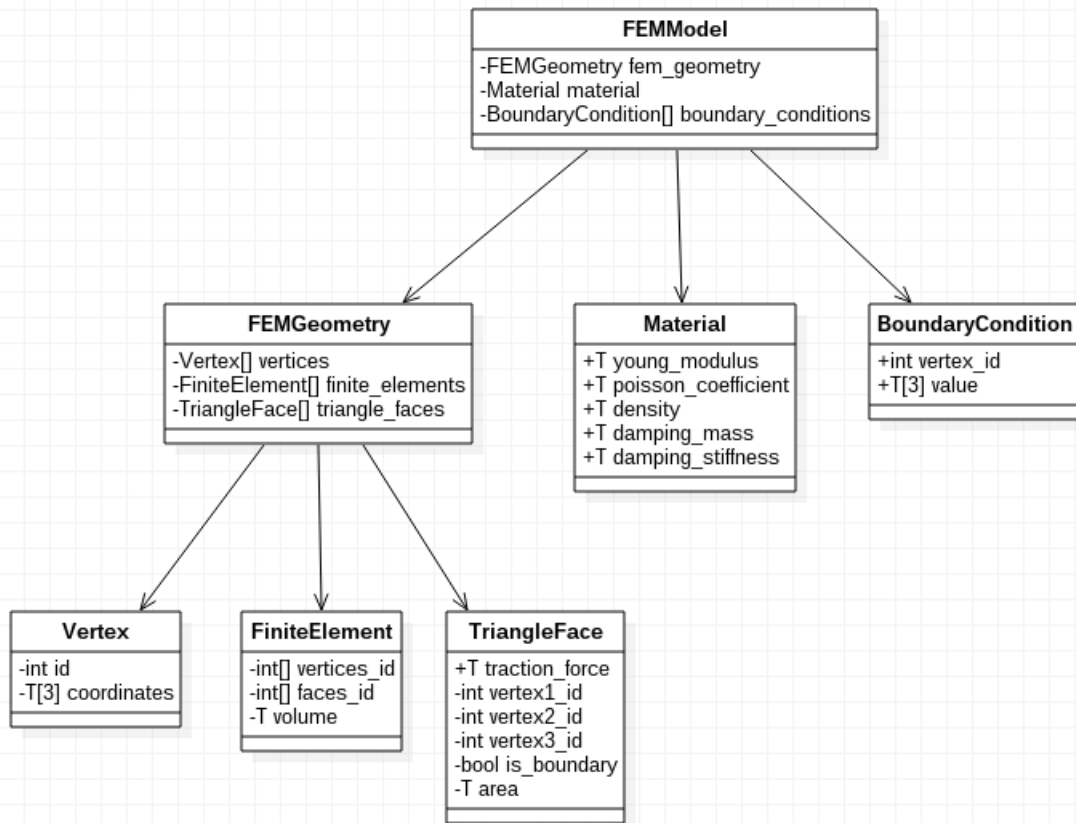 FEMModel
-FEMGeometry fem_geometry
-Material material
-BoundaryCondition[] boundary_conditions
FEMGeometry
-Vertex[] vertices
-FiniteElement[] finite_elements
-TriangleFace[] triangle_faces
Material
+T young_modulus
+T poisson_coefficient
+T density
+T damping_mass
+T damping_stiffness
BoundaryCondition
+int vertex_id
+T[3] value
Vertex
-int id
-T[3] coordinates
FiniteElement
-int[] vertices_id
-int[] faces_id
-T volume
TriangleFace
+T traction_force
-int vertex1_id
-int vertex2_id
-int vertex3_id
-bool is_boundary
-T area